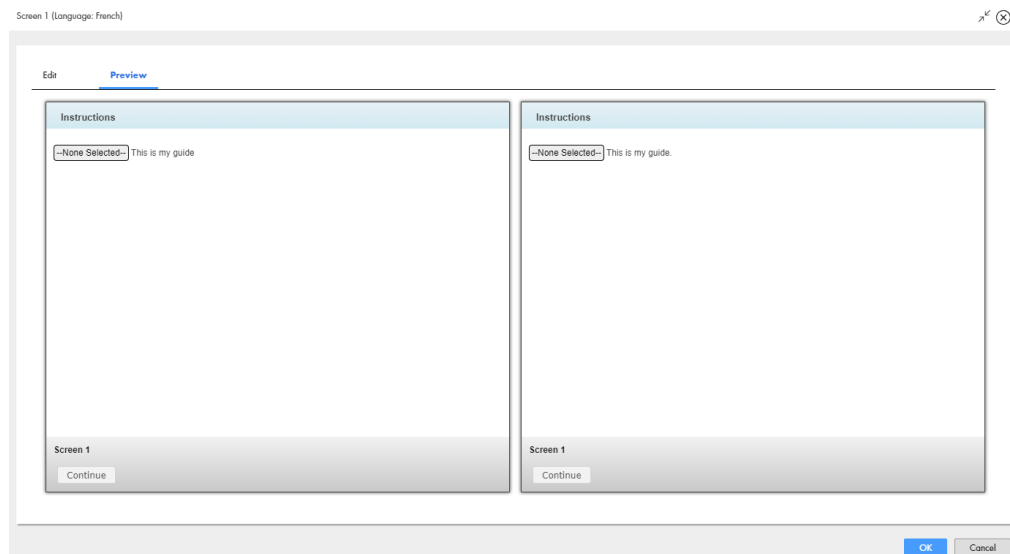 Screen 1 (Language: French)
Edit Preview
Instructions
--None Selected-- This is my guide
Screen 1
Continue
Instructions
--None Selected-- This is my guide.
Screen 1
Continue
OK Cancel